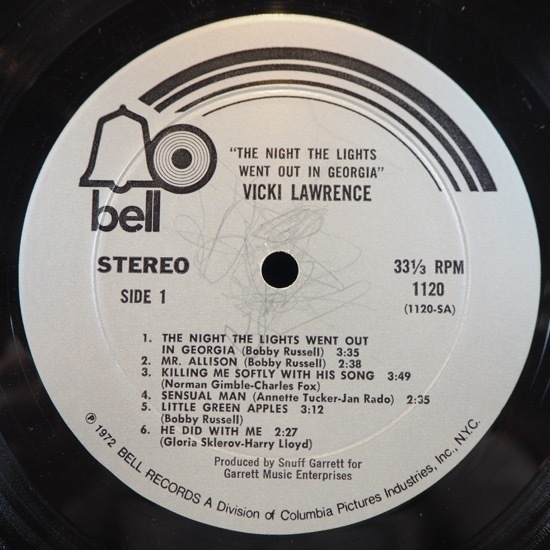 "THE NIGHT THE LIGHTS
WENT OUT IN GEORGIA"
VICKI LAWRENCE
bell
STEREO
SIDE 1
33⅓ RPM
1120
(1120-SA)
1. THE NIGHT THE LIGHTS WENT OUT
IN GEORGIA (Bobby Russell) 3:35
2. MR. ALLISON (Bobby Russell) 2:38
3. KILLING ME SOFTLY WITH HIS SONG 3:49
(Norman Gimble-Charles Fox)
4. SENSUAL MAN (Annette Tucker-Jan Rado) 2:35
5. LITTLE GREEN APPLES 3:12
(Bobby Russell)
6. HE DID WITH ME 2:27
(Gloria Sklerov-Harry Lloyd)
Produced by Snuff Garrett for
Garrett Music Enterprises
℗ 1972 BELL RECORDS A Division of Columbia Pictures Industries, Inc., N.Y.C.